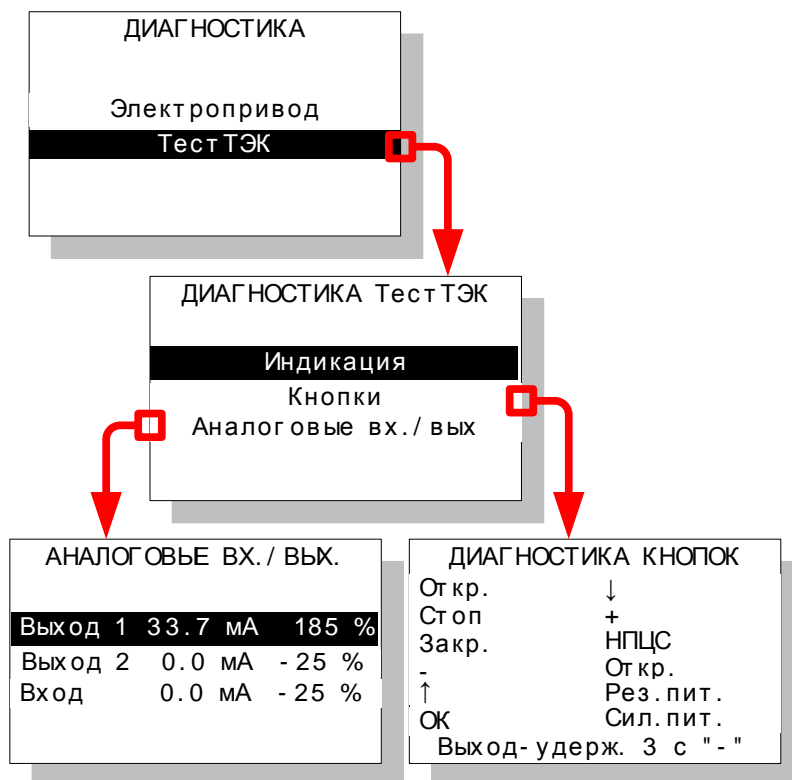 ДИАГНОСТИКА
Электропривод
Тест ТЭК
ДИАГНОСТИКА Тест ТЭК
Индикация
Кнопки
Аналоговые вх./вых
АНАЛОГОВЫЕ ВХ./ВЫХ.
Выход 1 33.7 мА 185 %
Выход 2 0.0 мА -25 %
Вход 0.0 мА -25 %
ДИАГНОСТИКА КНОПОК
Откр. ↓
Стоп +
Закр. НПЦС
- Откр.
↑ Рез.пит.
ОК Сил.пит.
Выход-удерж. 3 с "-"